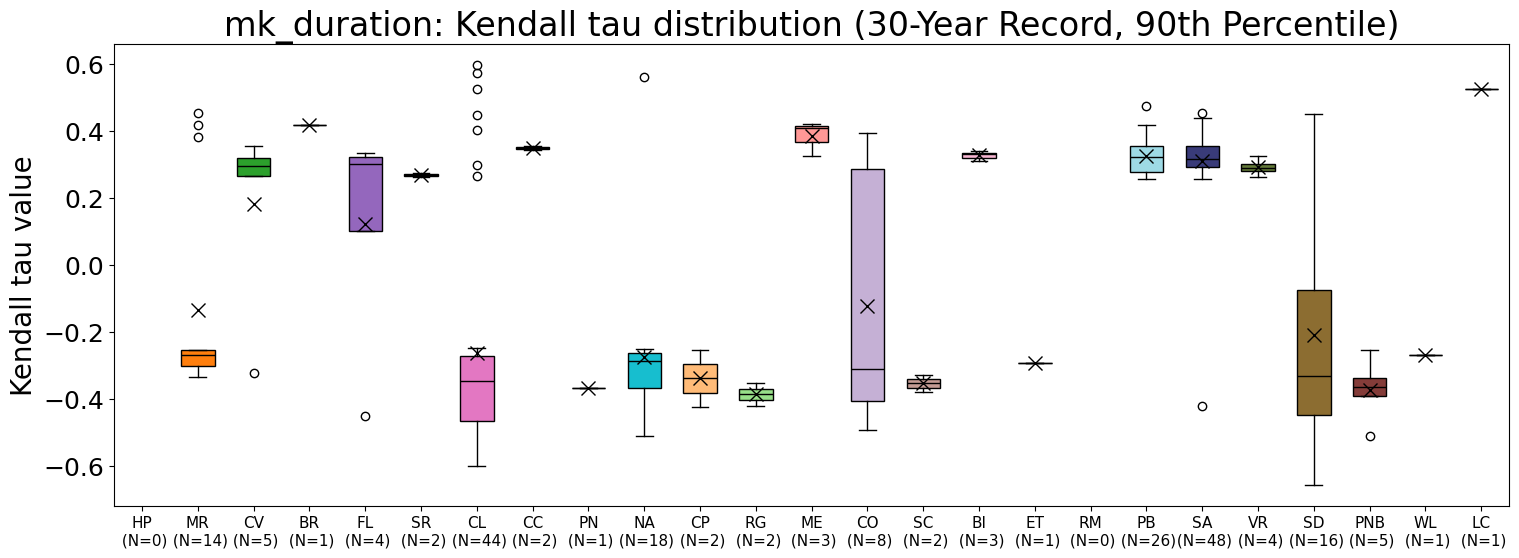 mk_duration: Kendall tau distribution (30-Year Record, 90th Percentile)
Kendall tau value
0.6
0.4
0.2
0.0
−0.2
−0.4
−0.6
HP MR CV BR FL SR CL CC PN NA CP RG ME CO SC BI ET RM PB SA VR SD PNB WL LC
(N=0) (N=14) (N=5) (N=1) (N=4) (N=2) (N=44) (N=2) (N=1) (N=18) (N=2) (N=2) (N=3) (N=8) (N=2) (N=3) (N=1) (N=0) (N=26) (N=48) (N=4) (N=16) (N=5) (N=1) (N=1)